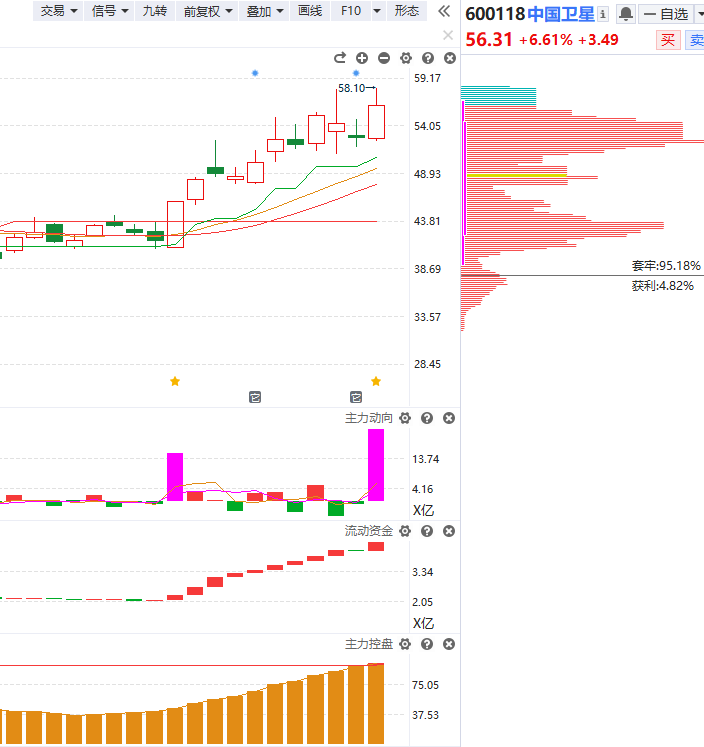 交易 信号 九转 前复权 叠加 画线 F10 形态
600118 中国卫星 自选
56.31 +6.61% +3.49 买 卖
59.17
58.10
54.05
48.93
43.81
38.69
33.57
28.45
套牢:95.18%
获利:4.82%
主力动向
13.74
4.16
X亿
流动资金
3.34
2.05
X亿
主力控盘
75.05
37.53